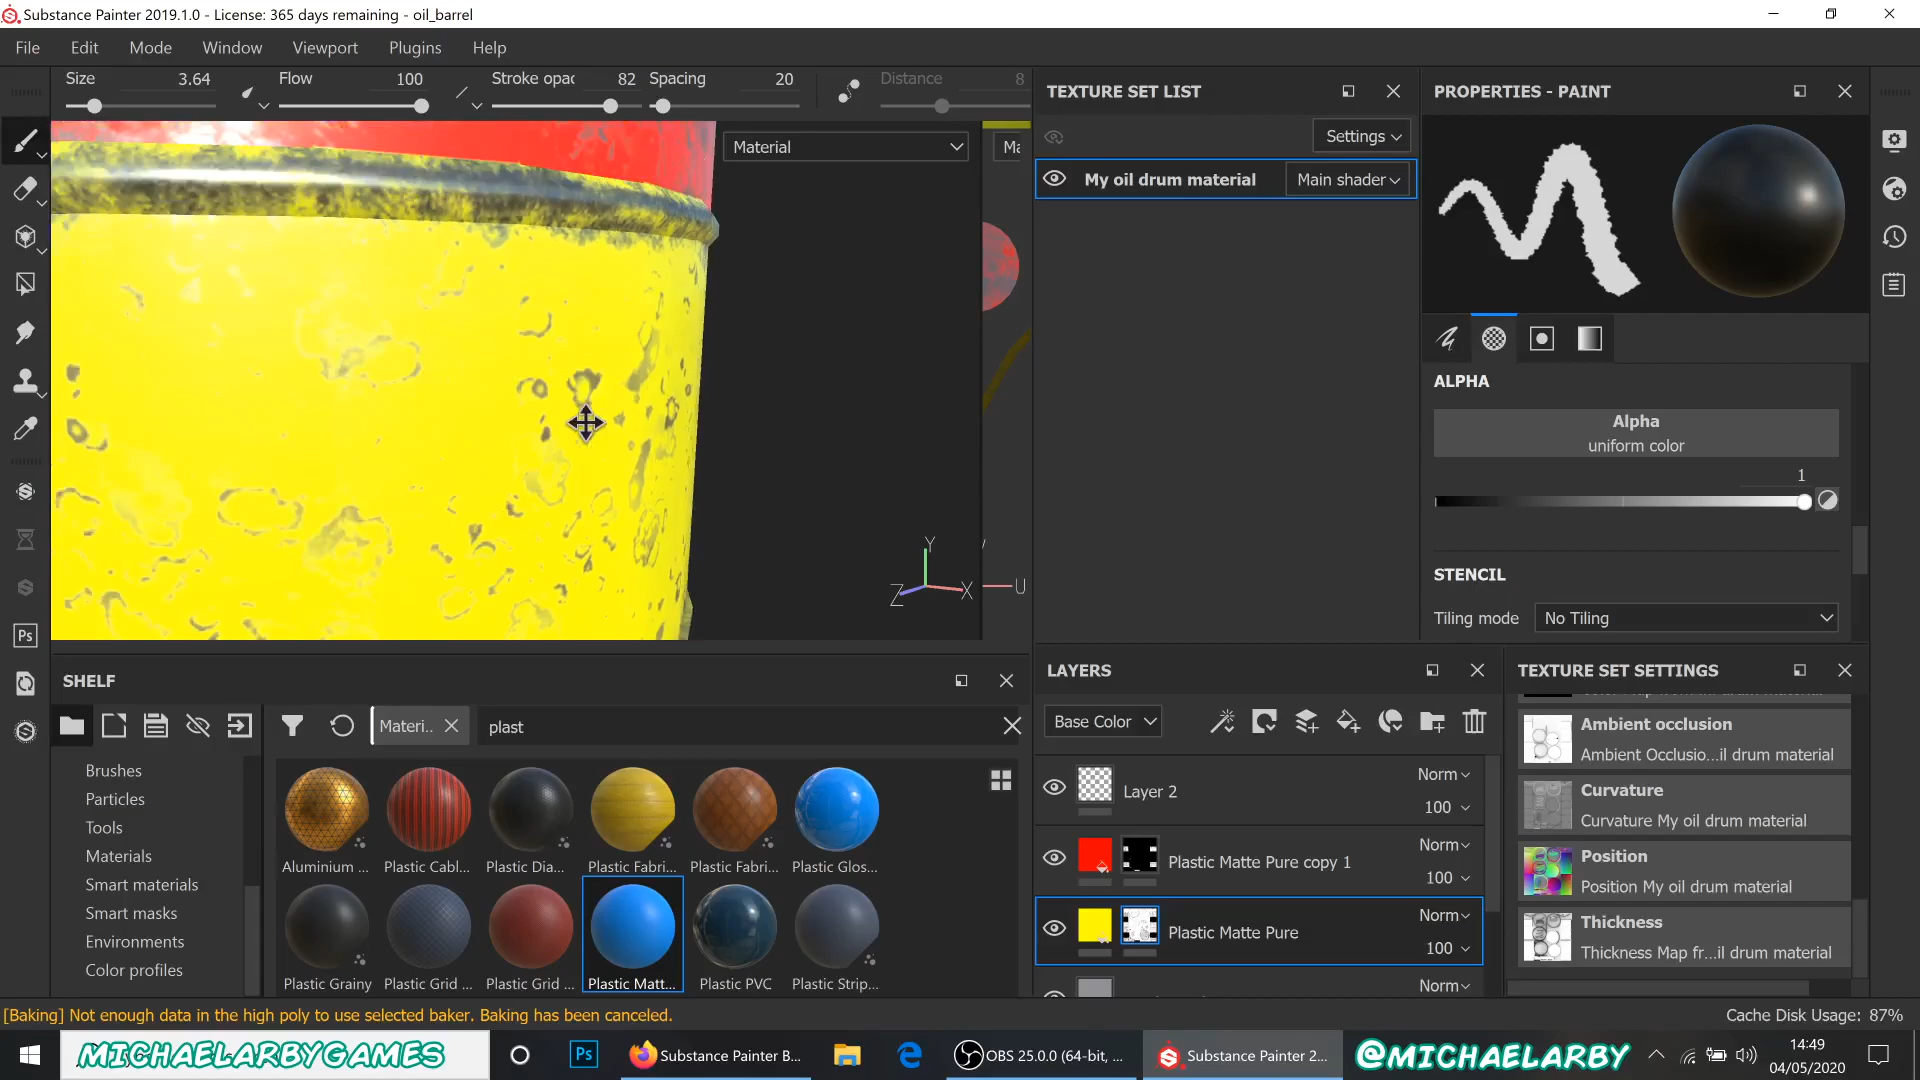 Substance Painter 2019.1.0 - License: 365 days remaining - oil_barrel
File Edit Mode Window Viewport Plugins Help
Size 3.64 Flow 100 Stroke opac 82 Spacing 20 Distance 8
Material
Ma
Y
Z
X
U
SHELF
Materi..
plast
Brushes
Particles
Tools
Materials
Smart materials
Smart masks
Environments
Color profiles
Aluminium ... Plastic Cabl... Plastic Dia... Plastic Fabri... Plastic Fabri... Plastic Glos...
Plastic Grainy Plastic Grid ... Plastic Grid ... Plastic Matt... Plastic PVC Plastic Strip...
TEXTURE SET LIST
Settings
My oil drum material Main shader
PROPERTIES - PAINT
ALPHA
Alpha
uniform color
1
STENCIL
Tiling mode No Tiling
LAYERS
Base Color
Norm
Layer 2
100
Norm
Plastic Matte Pure copy 1
100
Norm
Plastic Matte Pure
100
Norm
TEXTURE SET SETTINGS
Ambient occlusion
Ambient Occlusio...il drum material
Curvature
Curvature My oil drum material
Position
Position My oil drum material
Thickness
Thickness Map fr...il drum material
[Baking] Not enough data in the high poly to use selected baker. Baking has been canceled.
Cache Disk Usage: 87%
MICHAELARBYGAMES
Ps
Ps
Substance Painter B...
OBS 25.0.0 (64-bit, ...
Substance Painter 2...
@MICHAELARBY
14:49
04/05/2020